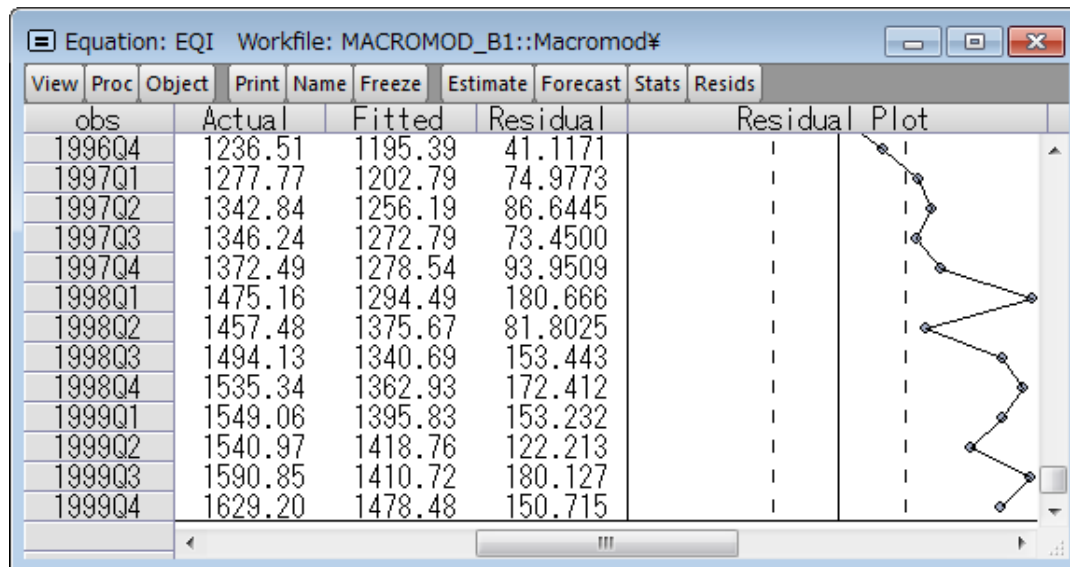 Equation: EQI Workfile: MACROMOD_B1::Macromod¥
View Proc Object Print Name Freeze Estimate Forecast Stats Resids
obs Actual Fitted Residual Residual Plot
1996Q4 1236.51 1195.39 41.1171
1997Q1 1277.77 1202.79 74.9773
1997Q2 1342.84 1256.19 86.6445
1997Q3 1346.24 1272.79 73.4500
1997Q4 1372.49 1278.54 93.9509
1998Q1 1475.16 1294.49 180.666
1998Q2 1457.48 1375.67 81.8025
1998Q3 1494.13 1340.69 153.443
1998Q4 1535.34 1362.93 172.412
1999Q1 1549.06 1395.83 153.232
1999Q2 1540.97 1418.76 122.213
1999Q3 1590.85 1410.72 180.127
1999Q4 1629.20 1478.48 150.715